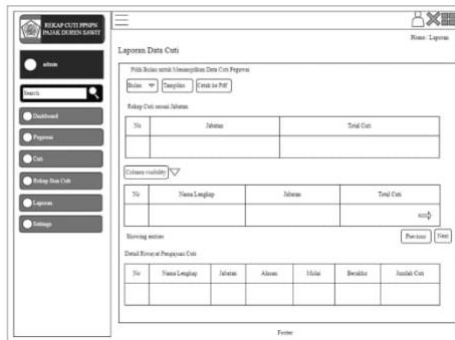 REKAP CUTI PPNPN
PAJAK DUREN SAWIT
admin
Search
Dashboard
Pegawai
Cuti
Rekap Sisa Cuti
Laporan
Settings
Home / Laporan
Laporan Data Cuti
Pilih Bulan untuk Menampilkan Data Cuti Pegawai
Bulan Tampilkan Cetak ke Pdf
Rekap Cuti sesuai Jabatan
No Jabatan Total Cuti
Column visibility
No Nama Lengkap Jabatan Total Cuti
Showing entries
Previous Next
Detail Riwayat Pengajuan Cuti
No Nama Lengkap Jabatan Alasan Mulai Berakhir Jumlah Cuti
Footer